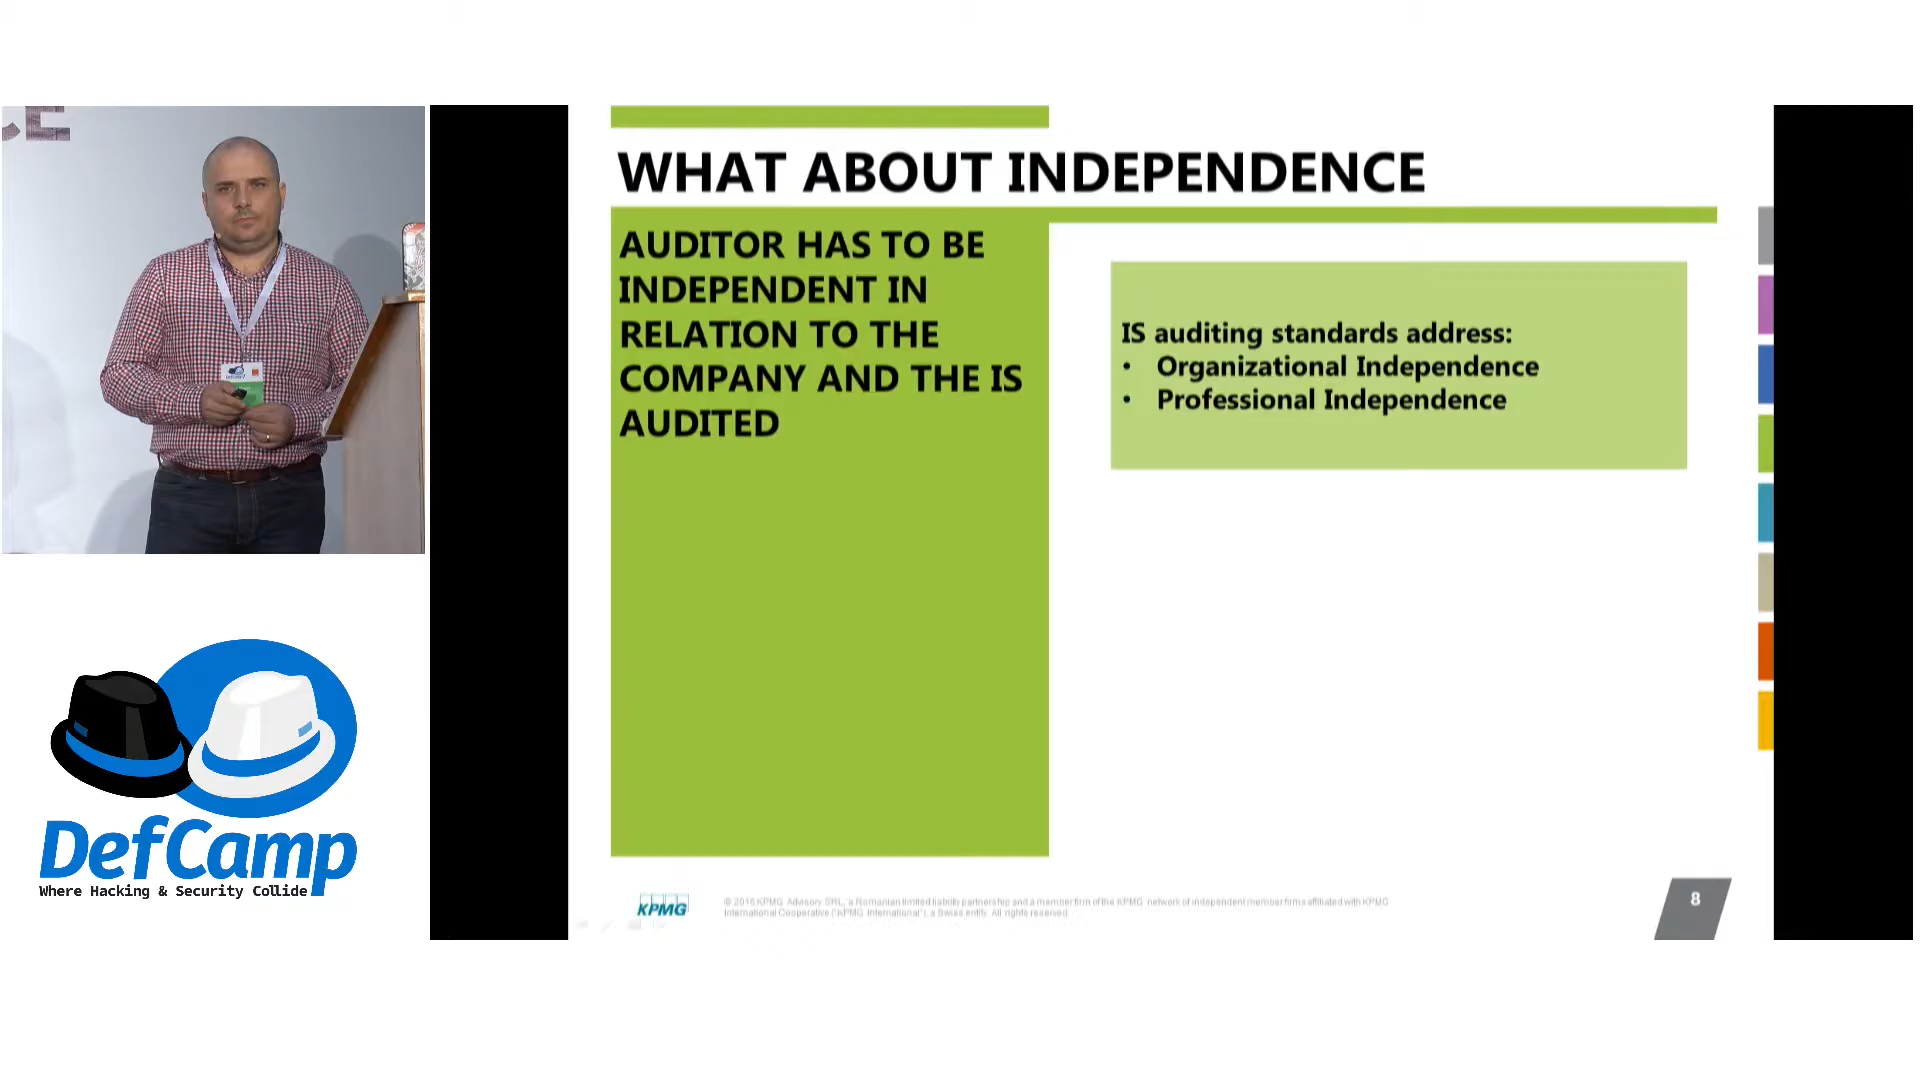 CE
WHAT ABOUT INDEPENDENCE
AUDITOR HAS TO BE
INDEPENDENT IN
RELATION TO THE
COMPANY AND THE IS
AUDITED
IS auditing standards address:
• Organizational Independence
• Professional Independence
DefCamp
Where Hacking & Security Collide
KPMG
© 2016 KPMG Advisory SRL, a Romanian limited liability partnership and a member firm of the KPMG network of independent member firms affiliated with KPMG
International Cooperative ("KPMG International"), a Swiss entity. All rights reserved.
8